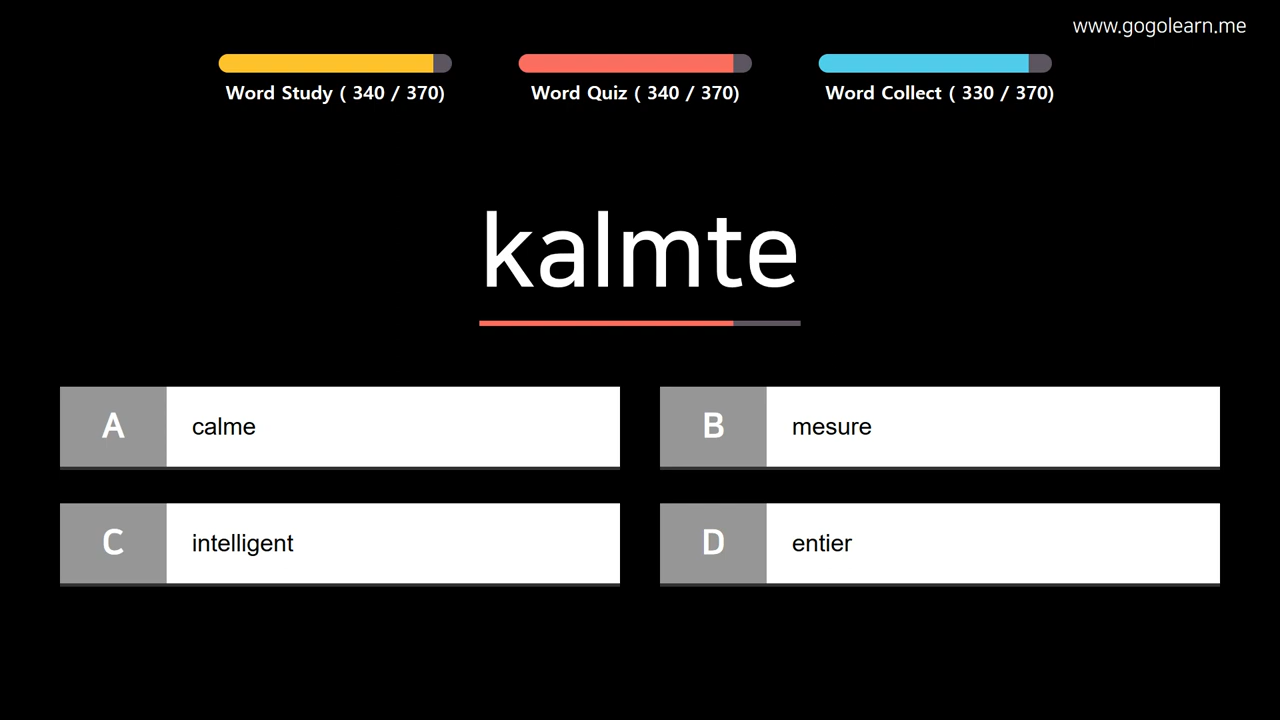 www.gogolearn.me
Word Study ( 340 / 370)
Word Quiz ( 340 / 370)
Word Collect ( 330 / 370)
kalmte
A
calme
B
mesure
C
intelligent
D
entier